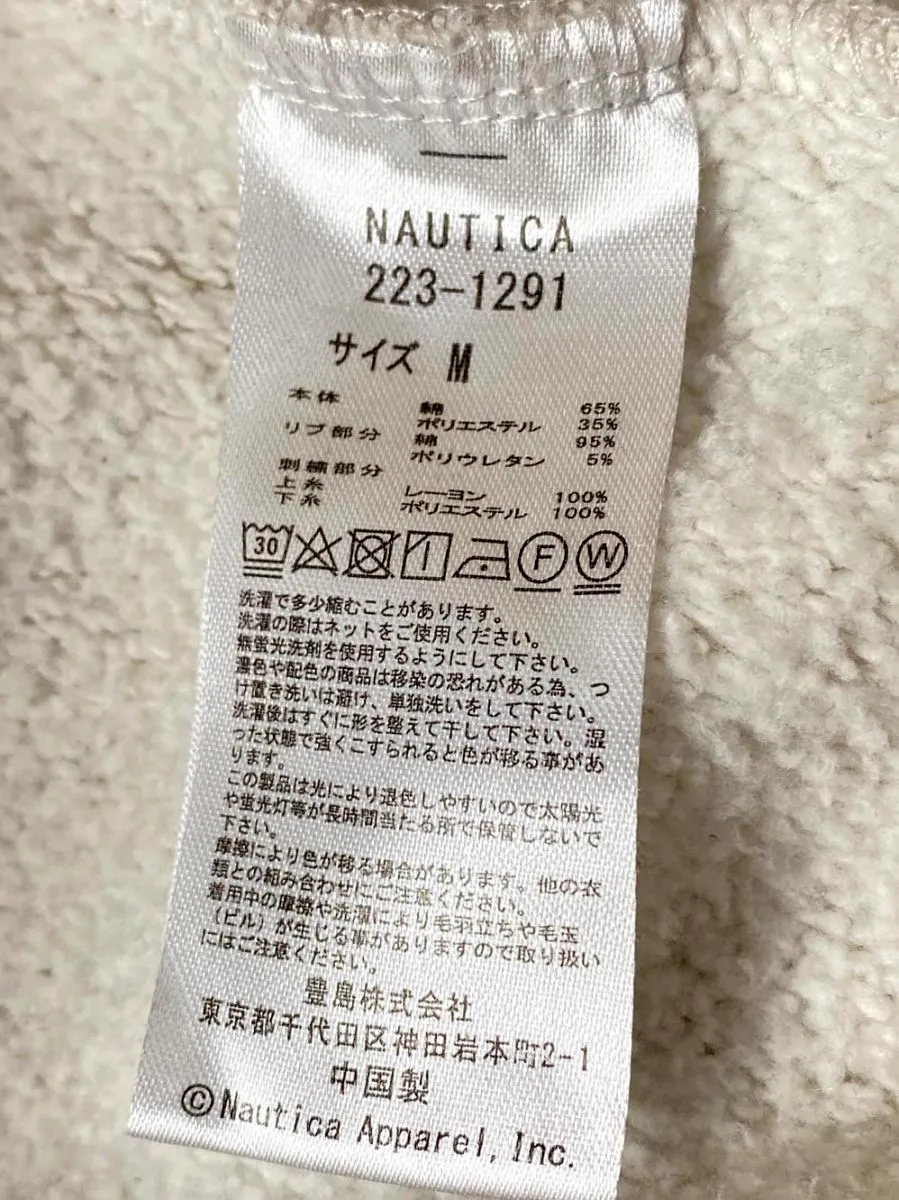 NAUTICA
223-1291
サイズ M
本体 綿 65%
ポリエステル 35%
リブ部分 綿 95%
ポリウレタン 5%
刺繍部分
上糸 レーヨン 100%
下糸 ポリエステル 100%
30 F W
洗濯で多少縮むことがあります。
洗濯の際はネットをご使用ください。
無蛍光洗剤を使用するようにして下さい。
濃色や配色の商品は移染の恐れがある為、つ
け置き洗いは避け、単独洗いをして下さい。
洗濯後はすぐに形を整えて干して下さい。湿
った状態で強くこすられると色が移る事があ
ります。
この製品は光により退色しやすいので太陽光
や蛍光灯等が長時間当たる所で保管しないで
下さい。
摩擦により色が移る場合があります。他の衣
類との組み合わせにご注意ください。
着用中の摩擦や洗濯により毛羽立ちや毛玉
（ピル）が生じる事がありますので取り扱い
にはご注意ください。
豊島株式会社
東京都千代田区神田岩本町2-1
中国製
©Nautica Apparel, Inc.